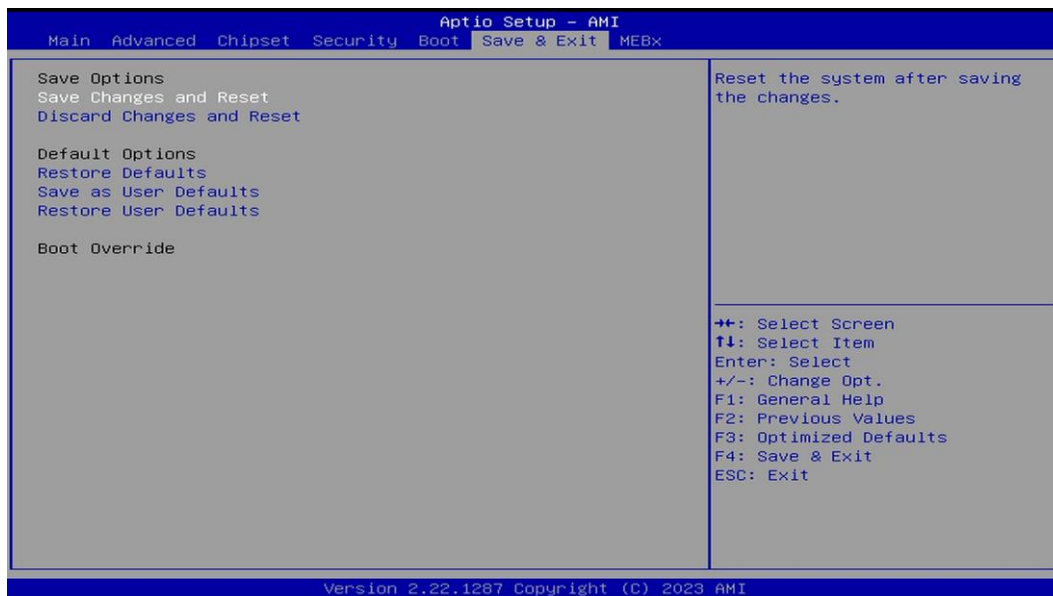 Aptio Setup – AMI
Main Advanced Chipset Security Boot Save & Exit MEBx
Save Options
Save Changes and Reset
Discard Changes and Reset
Default Options
Restore Defaults
Save as User Defaults
Restore User Defaults
Boot Override
Reset the system after saving
the changes.
→←: Select Screen
↑↓: Select Item
Enter: Select
+/-: Change Opt.
F1: General Help
F2: Previous Values
F3: Optimized Defaults
F4: Save & Exit
ESC: Exit
Version 2.22.1287 Copyright (C) 2023 AMI